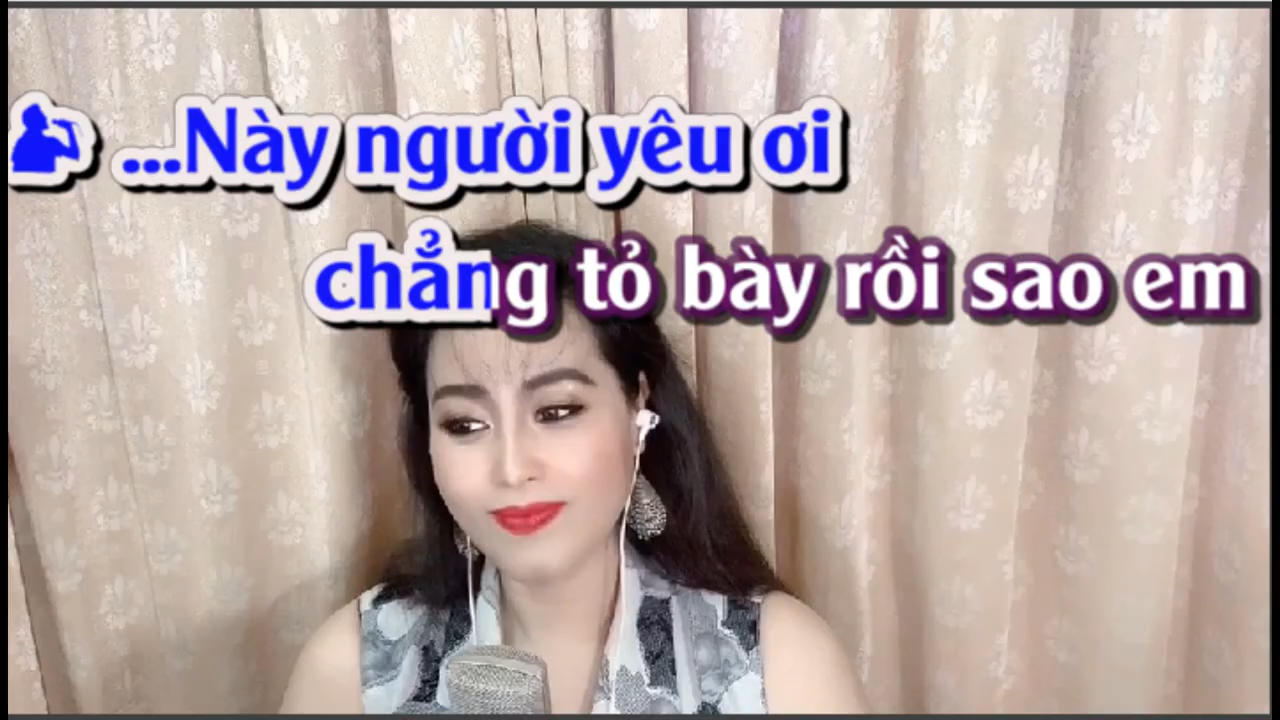 ...Này người yêu ơi
chẳng tỏ bày rồi sao em